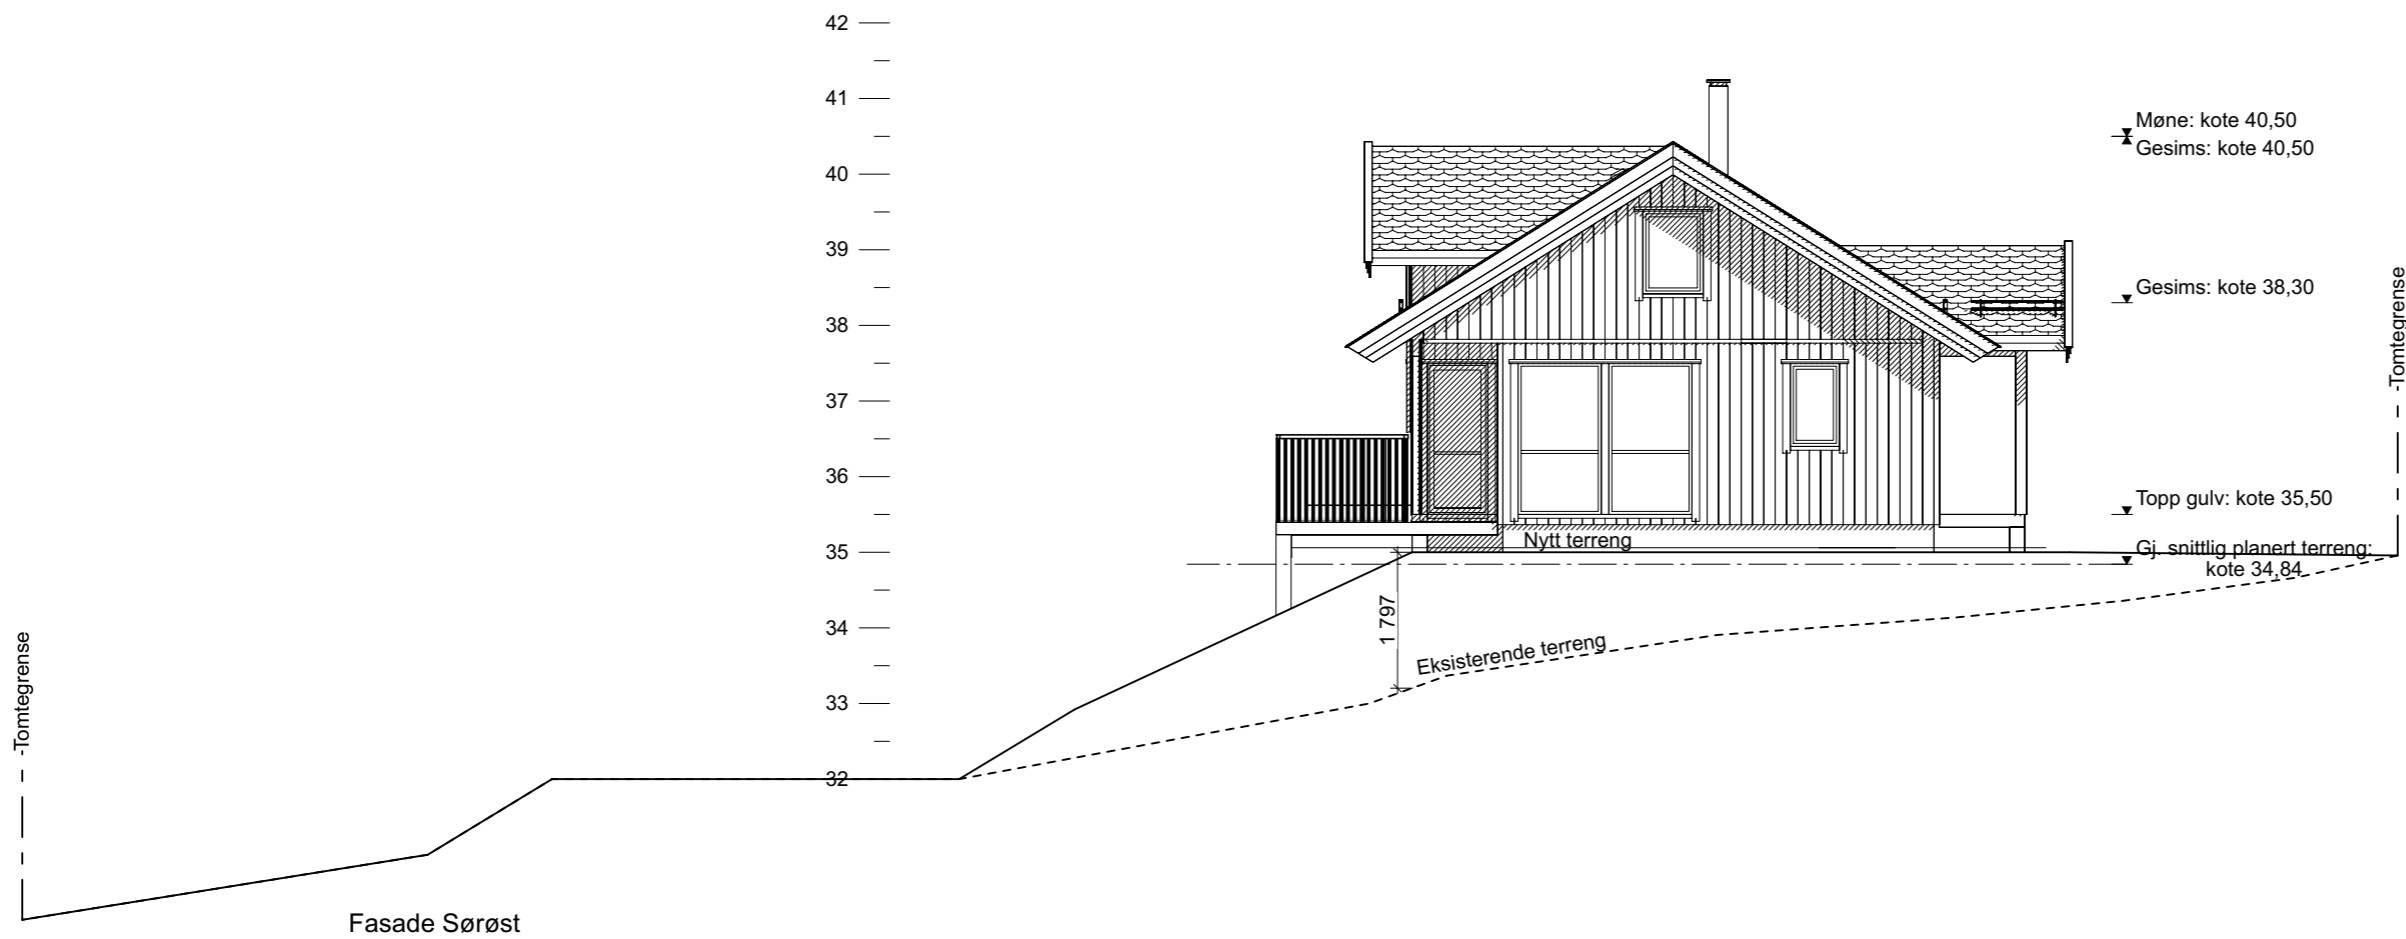 42
41
40
39
38
37
36
35
34
33
32
Møne: kote 40,50
Gesims: kote 40,50
Gesims: kote 38,30
Topp gulv: kote 35,50
Gj. snittlig planert terreng:
kote 34,84
Nytt terreng
1 797
Eksisterende terreng
Tomtegrense
Tomtegrense
Fasade Sørøst